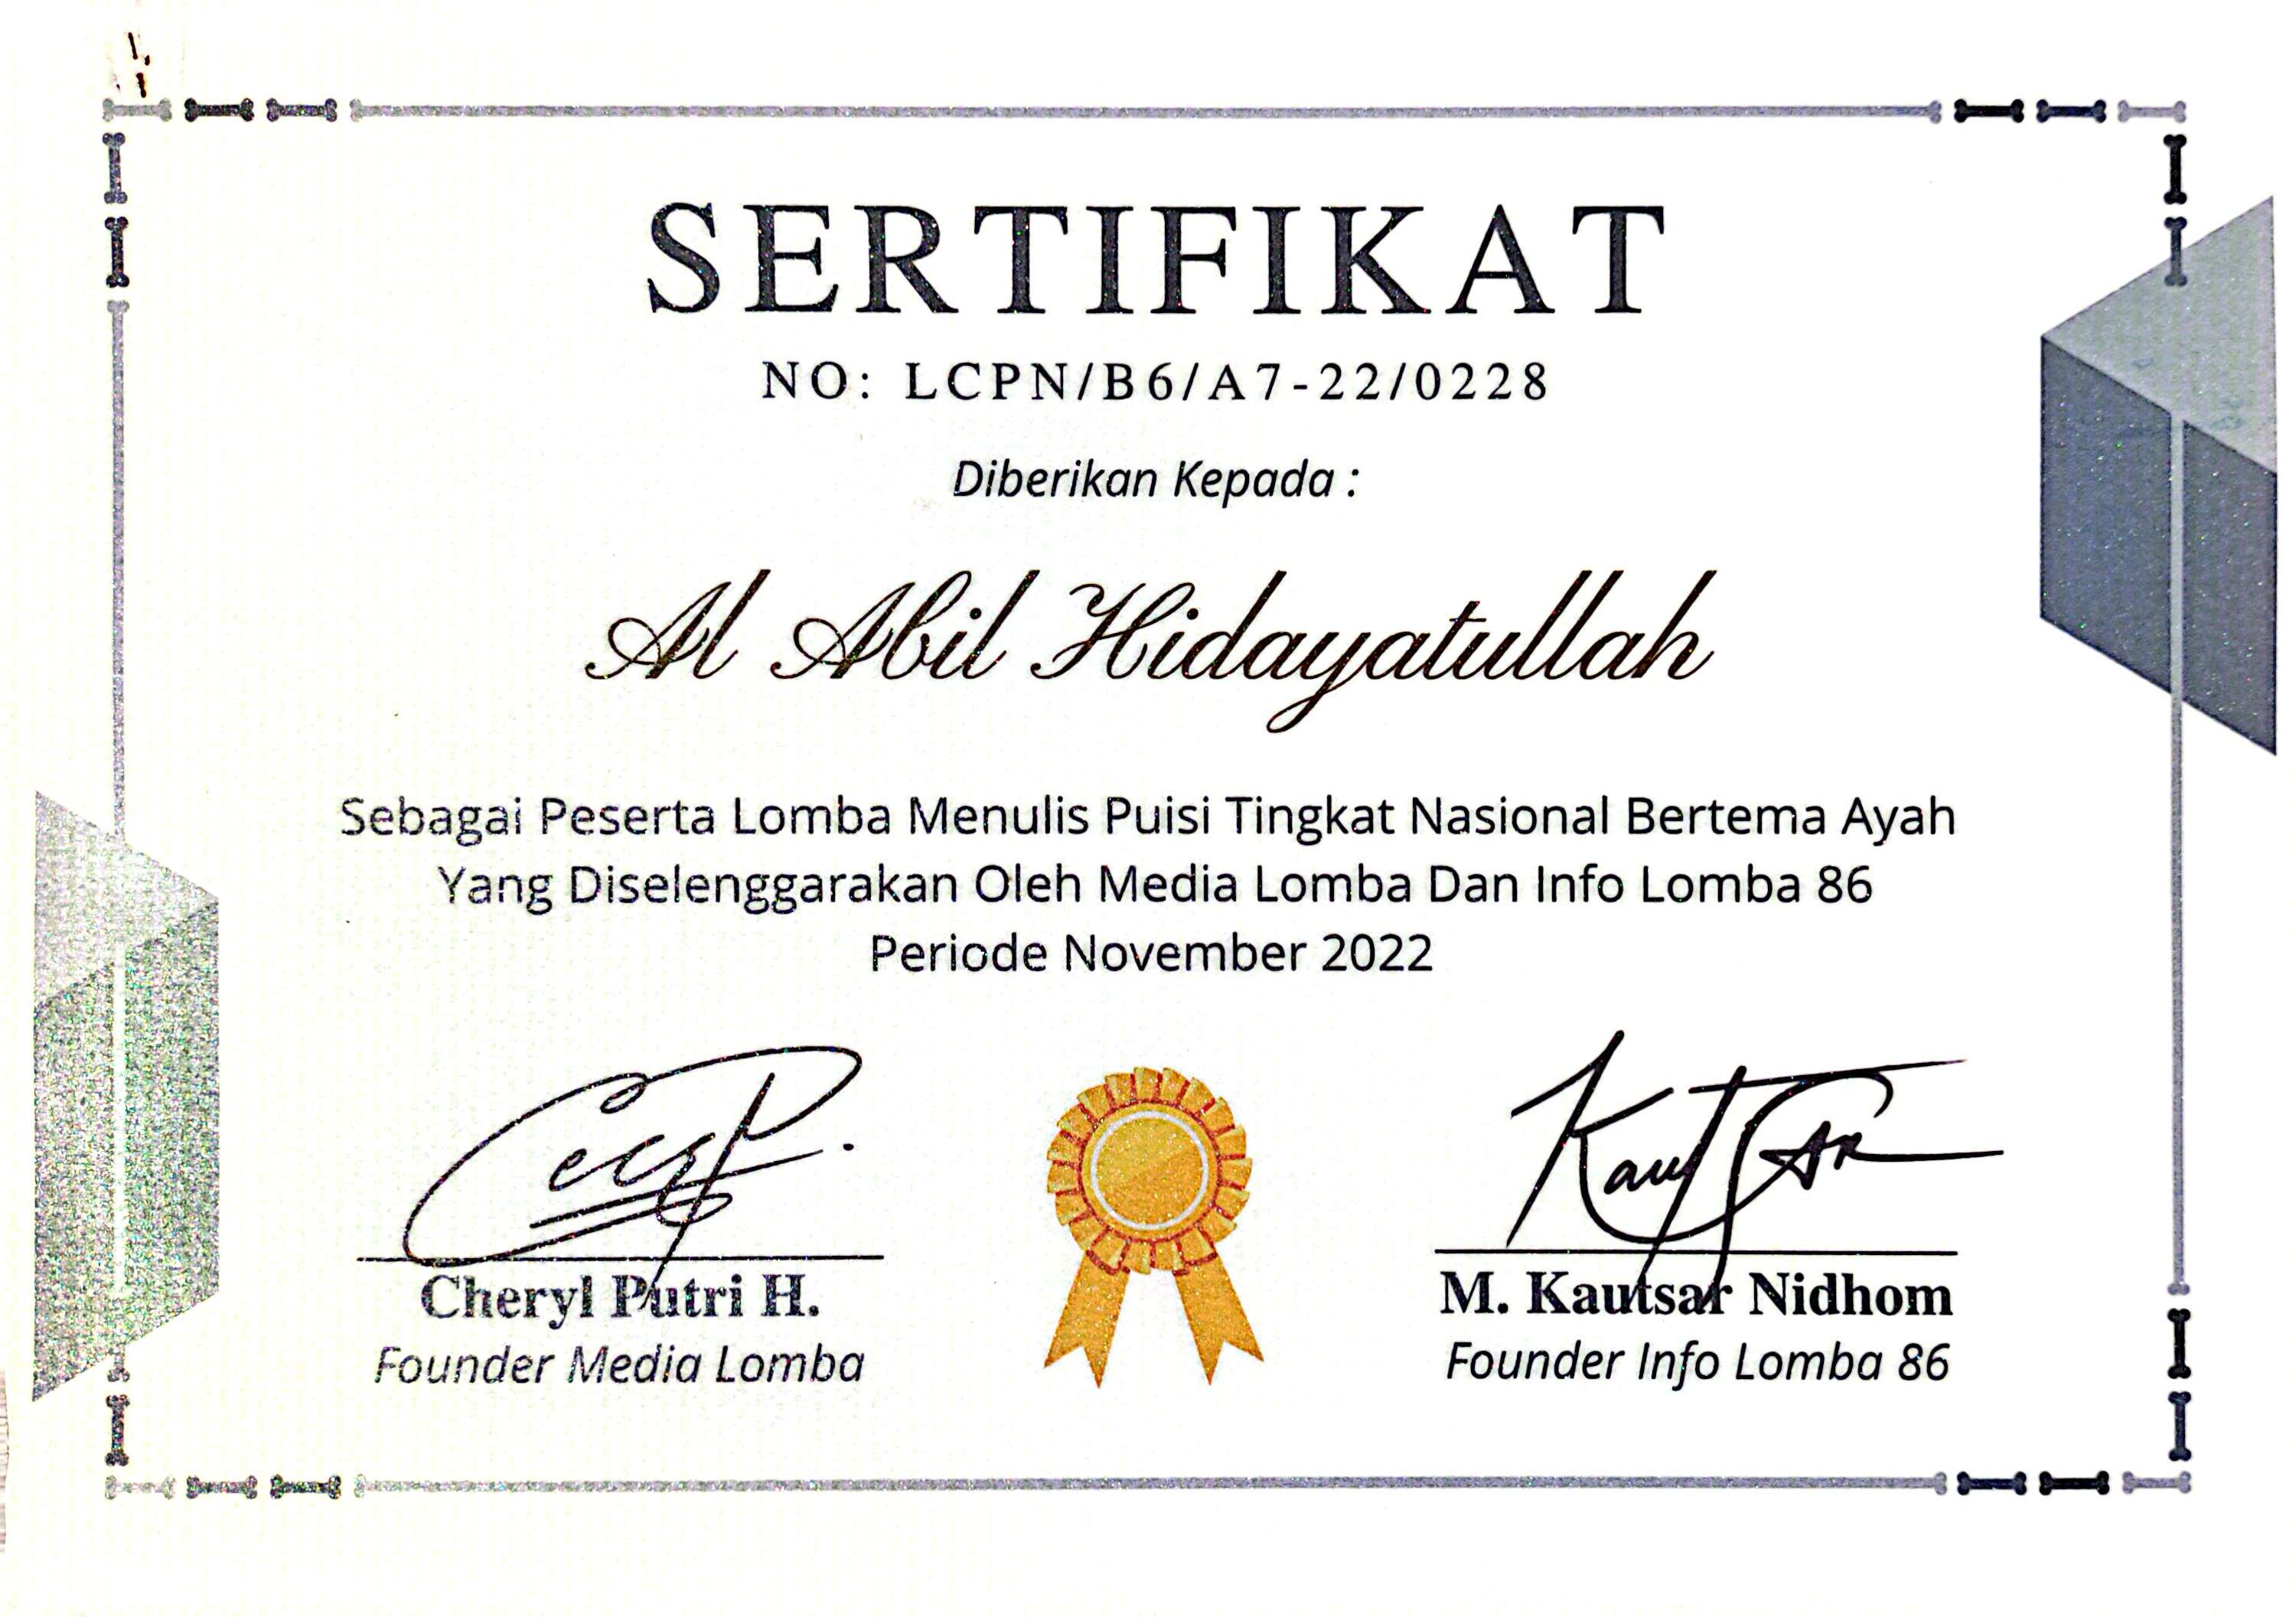 SERTIFIKAT
NO: LCPN/B6/A7-22/0228
Diberikan Kepada :
Al Abil Hidayatullah
Sebagai Peserta Lomba Menulis Puisi Tingkat Nasional Bertema Ayah
Yang Diselenggarakan Oleh Media Lomba Dan Info Lomba 86
Periode November 2022
Cheryl Putri H.
Founder Media Lomba
M. Kautsar Nidhom
Founder Info Lomba 86